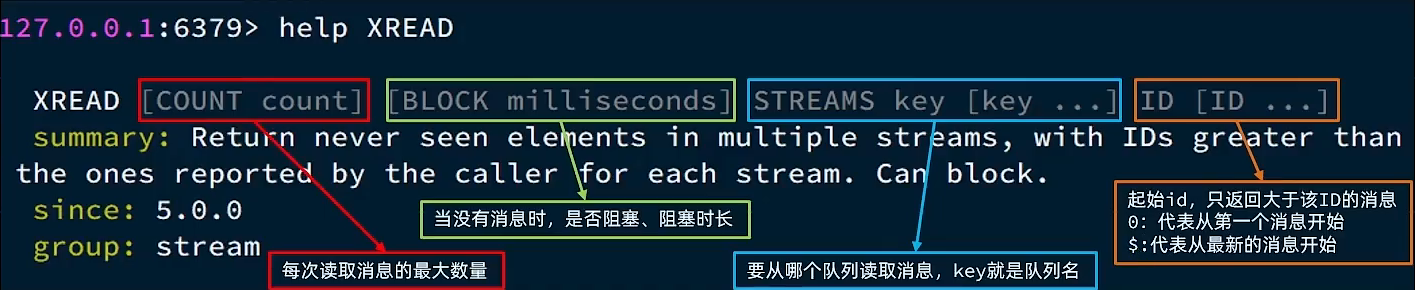 127.0.0.1:6379> help XREAD
XREAD [COUNT count] [BLOCK milliseconds] STREAMS key [key ...] ID [ID ...]
summary: Return never seen elements in multiple streams, with IDs greater than
the ones reported by the caller for each stream. Can block.
since: 5.0.0
group: stream
每次读取消息的最大数量
当没有消息时，是否阻塞、阻塞时长
要从哪个队列读取消息，key就是队列名
起始id，只返回大于该ID的消息
0：代表从第一个消息开始
$:代表从最新的消息开始